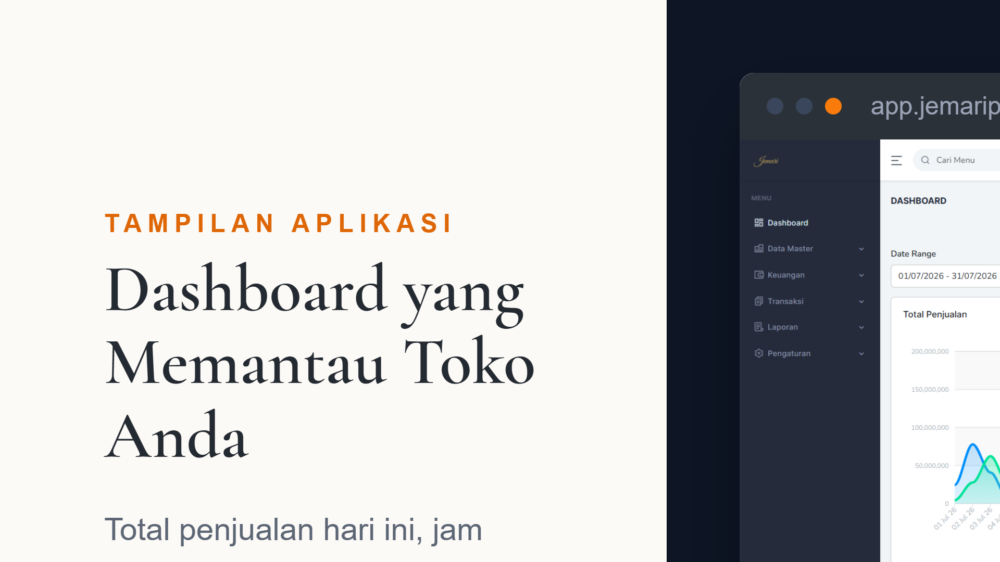 TAMPILAN APLIKASI
Dashboard yang
Memantau Toko
Anda
Total penjualan hari ini, jam
app.jemarip
Jemari
Cari Menu
MENU
Dashboard
Data Master
Keuangan
Transaksi
Laporan
Pengaturan
DASHBOARD
Date Range
01/07/2026 - 31/07/2026
Total Penjualan
200,000,000
150,000,000
100,000,000
50,000,000
0
01 Jul 26
02 Jul 26
03 Jul 26
04 Ju